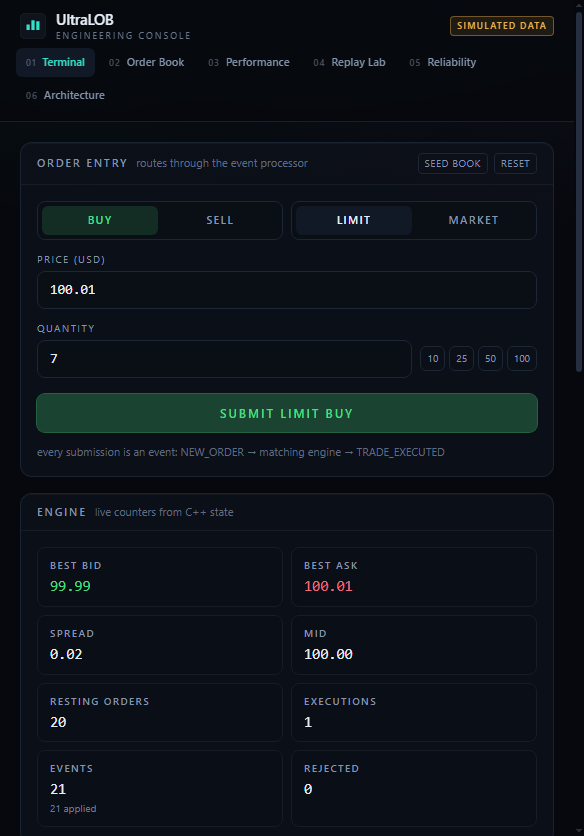 UltraLOB
ENGINEERING CONSOLE
SIMULATED DATA
01 Terminal 02 Order Book 03 Performance 04 Replay Lab 05 Reliability
06 Architecture
ORDER ENTRY routes through the event processor SEED BOOK RESET
BUY SELL LIMIT MARKET
PRICE (USD)
100.01
QUANTITY
7 10 25 50 100
SUBMIT LIMIT BUY
every submission is an event: NEW_ORDER → matching engine → TRADE_EXECUTED
ENGINE live counters from C++ state
BEST BID BEST ASK
99.99 100.01
SPREAD MID
0.02 100.00
RESTING ORDERS EXECUTIONS
20 1
EVENTS REJECTED
21 0
21 applied